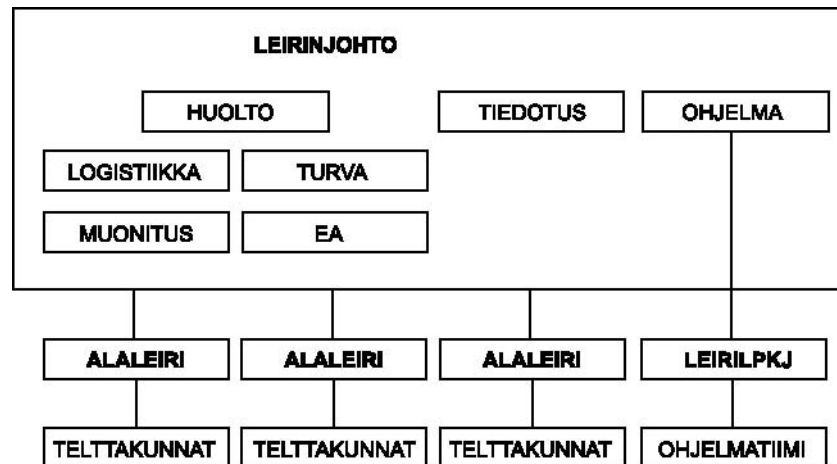 LEIRINJOHTO
HUOLTO TIEDOTUS OHJELMA
LOGISTIIKKA TURVA
MUONITUS EA
ALALEIRI ALALEIRI ALALEIRI LEIRILPKJ
TELTTAKUNNAT TELTTAKUNNAT TELTTAKUNNAT OHJELMATIIMI